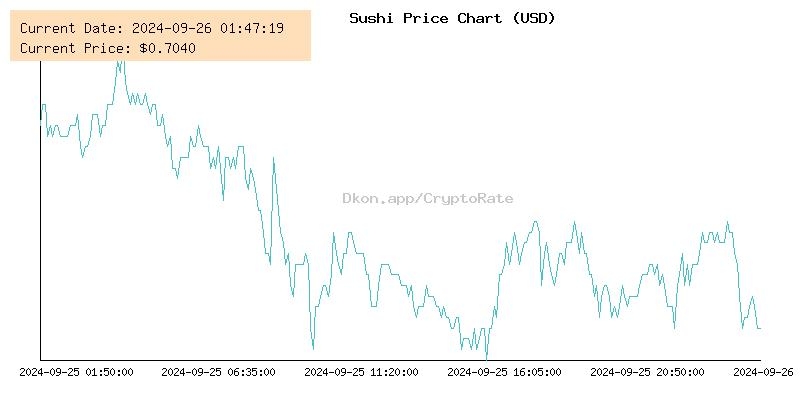 Sushi Price Chart (USD)
Current Date: 2024-09-26 01:47:19
Current Price: $0.7040
Dkon.app/CryptoRate
2024-09-25 01:50:00 2024-09-25 06:35:00 2024-09-25 11:20:00 2024-09-25 16:05:00 2024-09-25 20:50:00 2024-09-26